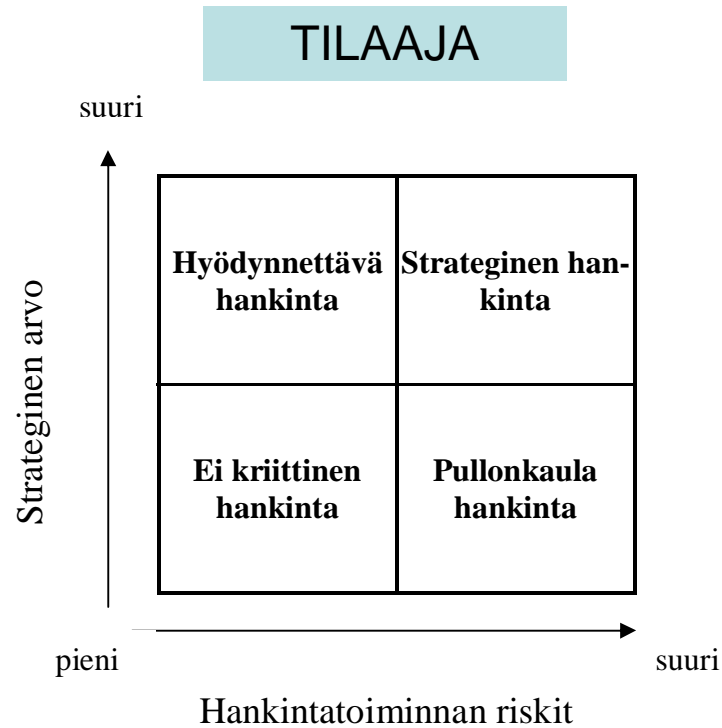 TILAAJA
suuri
Strateginen arvo
Hyödynnettävä
hankinta
Strateginen han-
kinta
Ei kriittinen
hankinta
Pullonkaula
hankinta
pieni
suuri
Hankintatoiminnan riskit